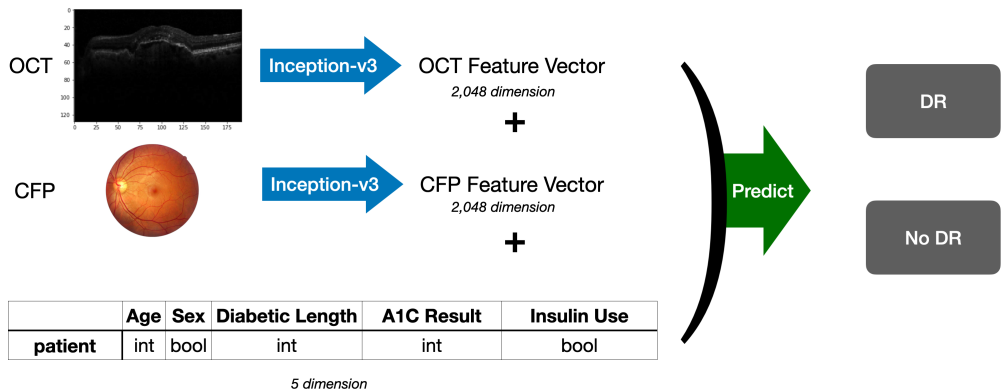 0
20
40
60
80
100
120
0 25 50 75 100 125 150 175
OCT
Inception-v3
OCT Feature Vector
2,048 dimension
+
CFP
Inception-v3
CFP Feature Vector
2,048 dimension
+
Predict
DR
No DR
Age Sex Diabetic Length A1C Result Insulin Use
patient int bool int int bool
5 dimension